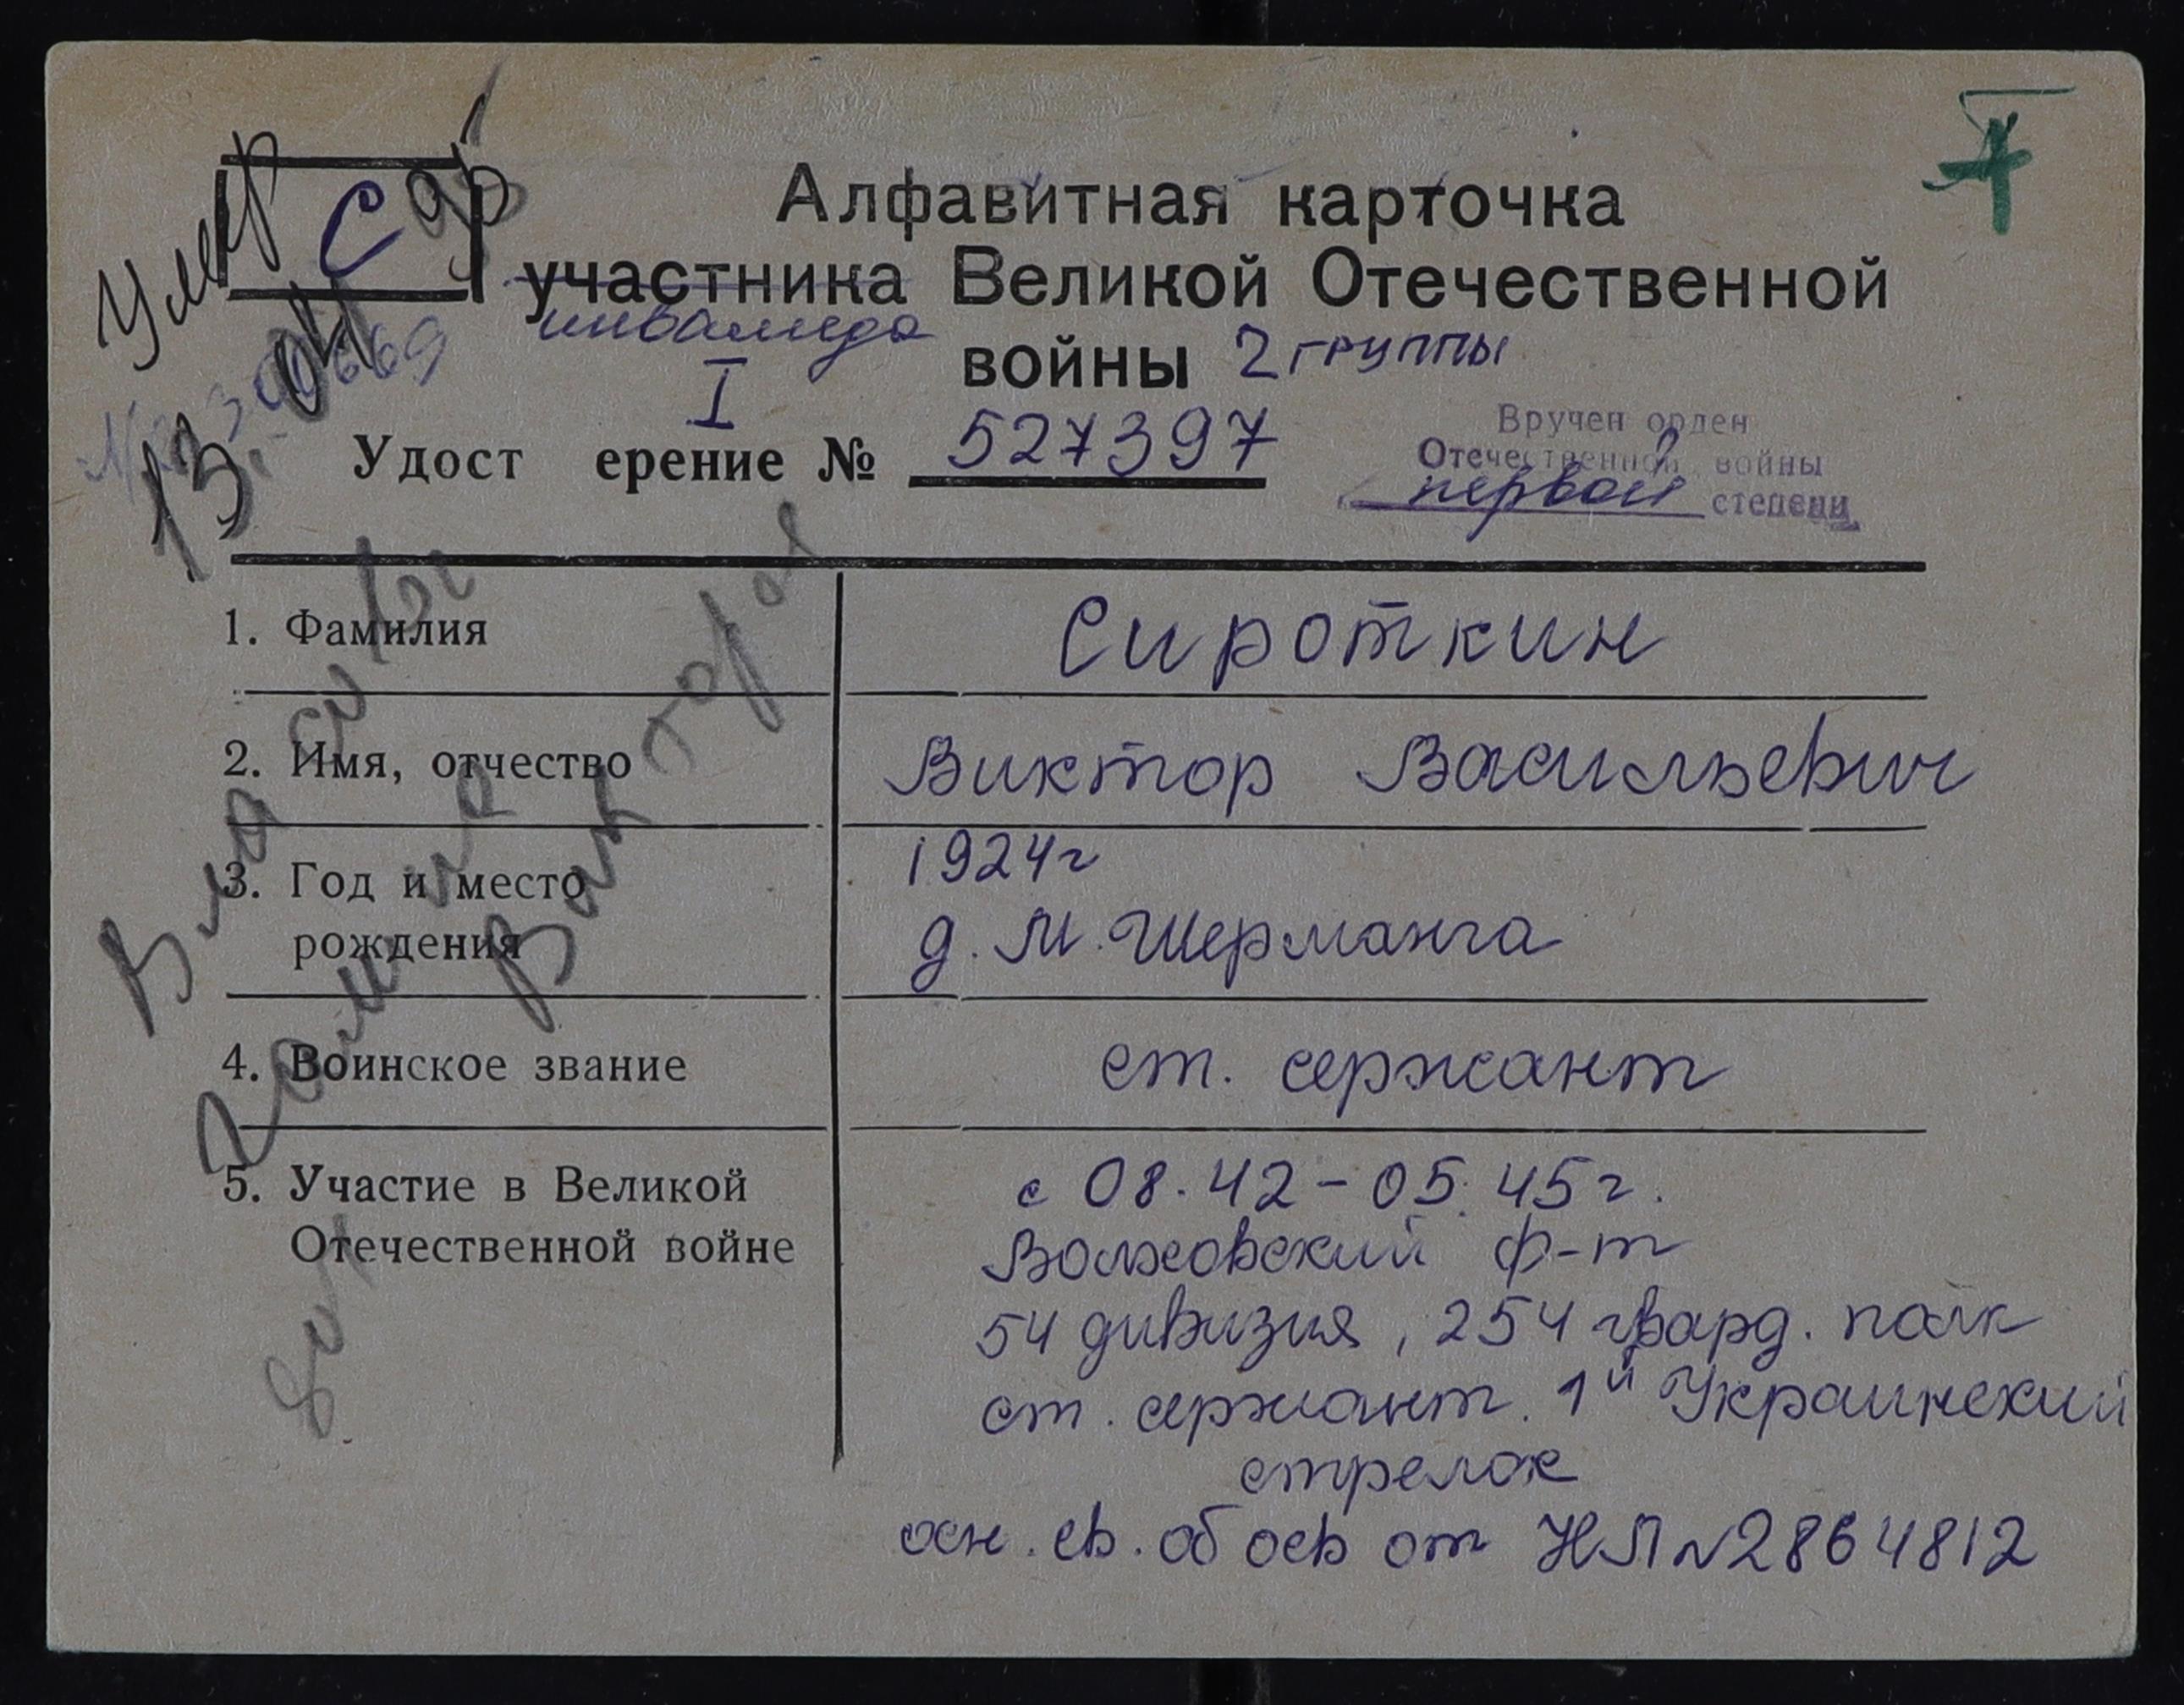 Умер
С
13.04
Алфавитная карточка
участника Великой Отечественной
инвалида
войны 2 группы
I
Удост ерение № 527397
Вручен орден
Отечественной войны
первой степени
1. Фамилия
Сироткин
2. Имя, отчество
Виктор Васильевич
3. Год и место
рождения
1924г
д. М. Шерманга
4. Воинское звание
ст. сержант
5. Участие в Великой
Отечественной войне
с 08.42-05.45г.
Волховский ф-т
54 дивизия, 254 гвард. полк
ст. сержант. 1й Украинский
стрелок
осн. св. об осв от НЛ N2864812